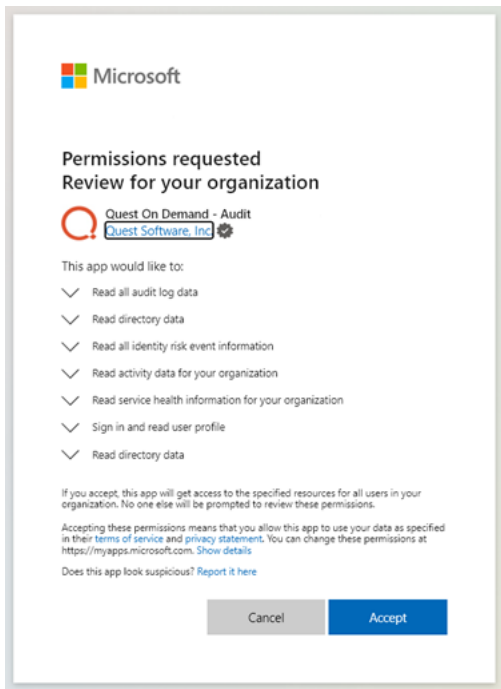 Microsoft
Permissions requested
Review for your organization
Quest On Demand - Audit
Quest Software, Inc
This app would like to:
Read all audit log data
Read directory data
Read all identity risk event information
Read activity data for your organization
Read service health information for your organization
Sign in and read user profile
Read directory data
If you accept, this app will get access to the specified resources for all users in your
organization. No one else will be prompted to review these permissions.
Accepting these permissions means that you allow this app to use your data as specified
in their terms of service and privacy statement. You can change these permissions at
https://myapps.microsoft.com. Show details
Does this app look suspicious? Report it here
Cancel
Accept